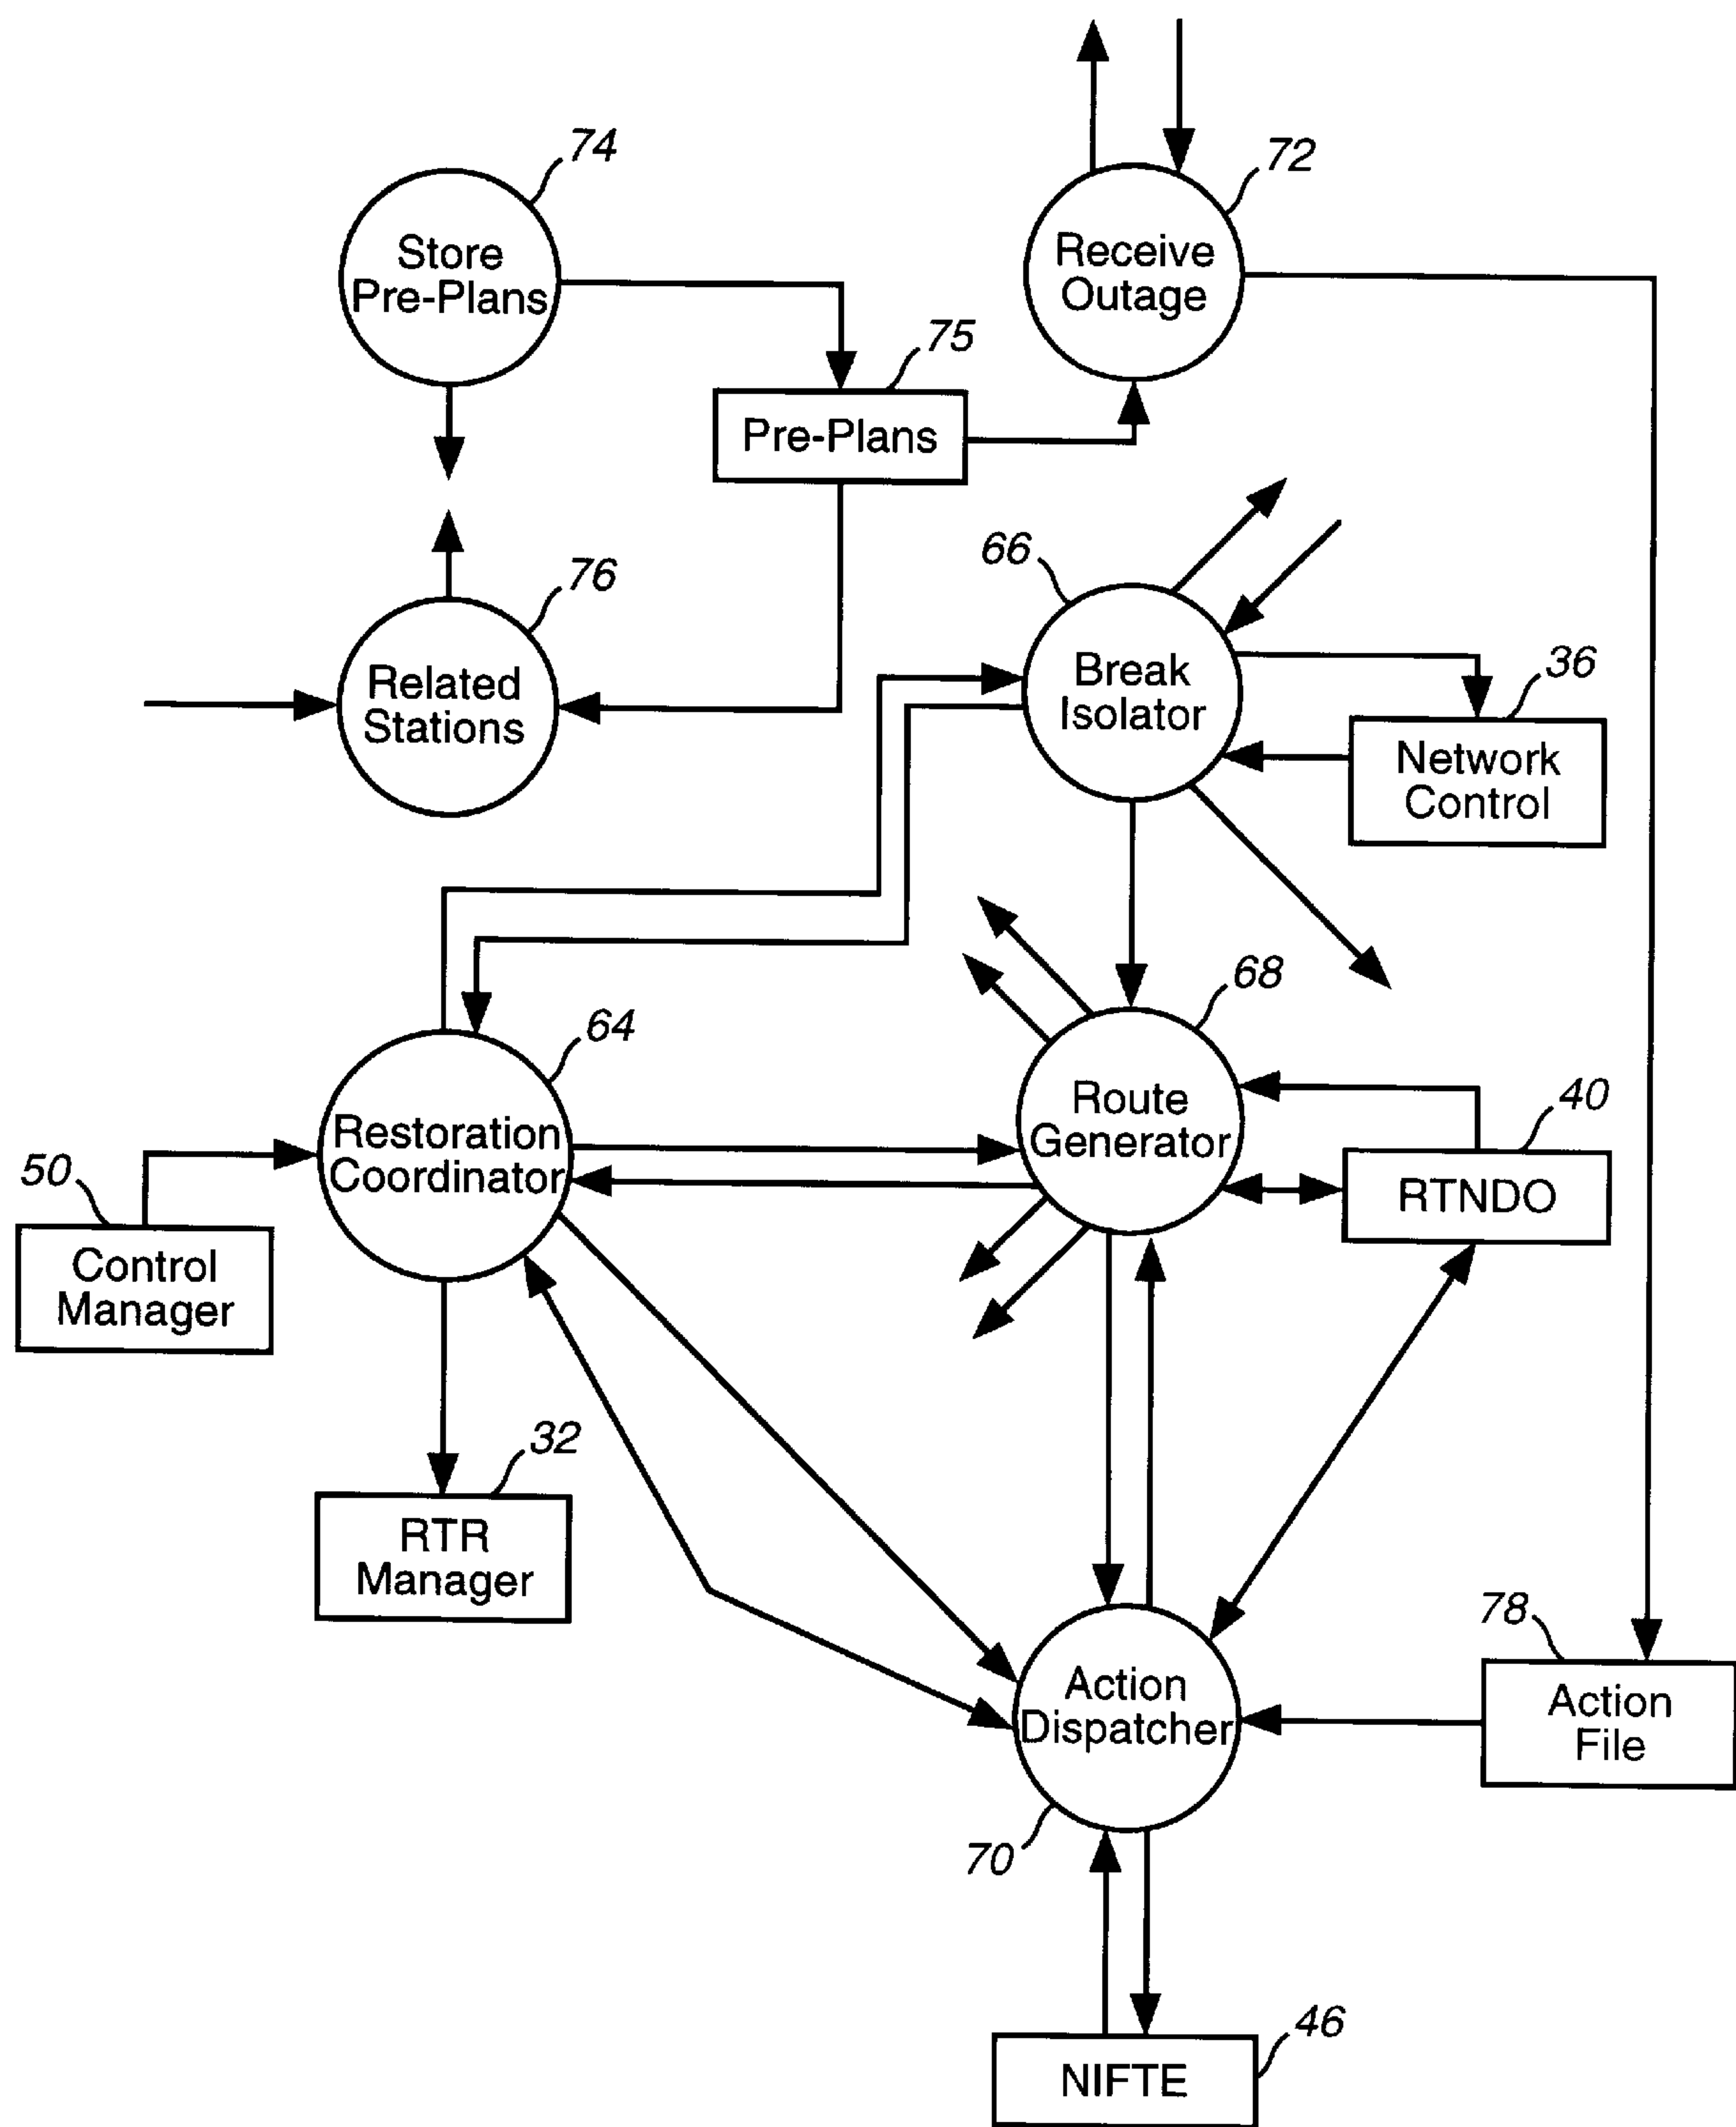 74
Store
Pre-Plans
72
Receive
Outage
75
Pre-Plans
76
Related
Stations
66
Break
Isolator
36
Network
Control
68
Route
Generator
64
Restoration
Coordinator
40
RTNDO
50
Control
Manager
32
RTR
Manager
78
Action
File
Action
Dispatcher
70
46
NIFTE